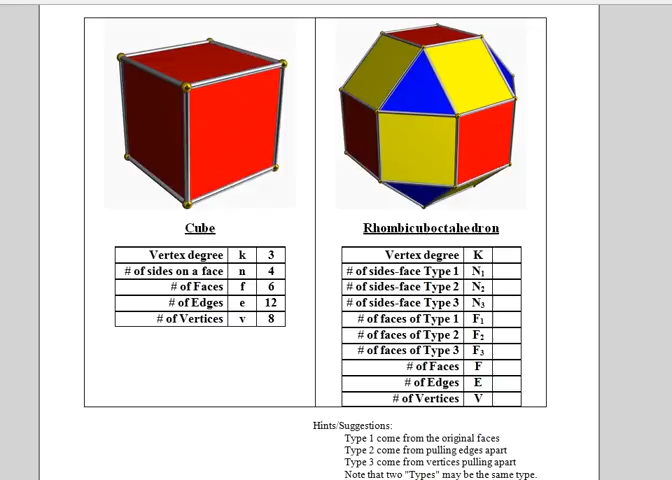 Cube
Vertex degree k 3
# of sides on a face n 4
# of Faces f 6
# of Edges e 12
# of Vertices v 8
Rhombicuboctahedron
Vertex degree K
# of sides-face Type 1 N₁
# of sides-face Type 2 N₂
# of sides-face Type 3 N₃
# of faces of Type 1 F₁
# of faces of Type 2 F₂
# of faces of Type 3 F₃
# of Faces F
# of Edges E
# of Vertices V
Hints/Suggestions:
Type 1 come from the original faces
Type 2 come from pulling edges apart
Type 3 come from vertices pulling apart
Note that two "Types" may be the same type.